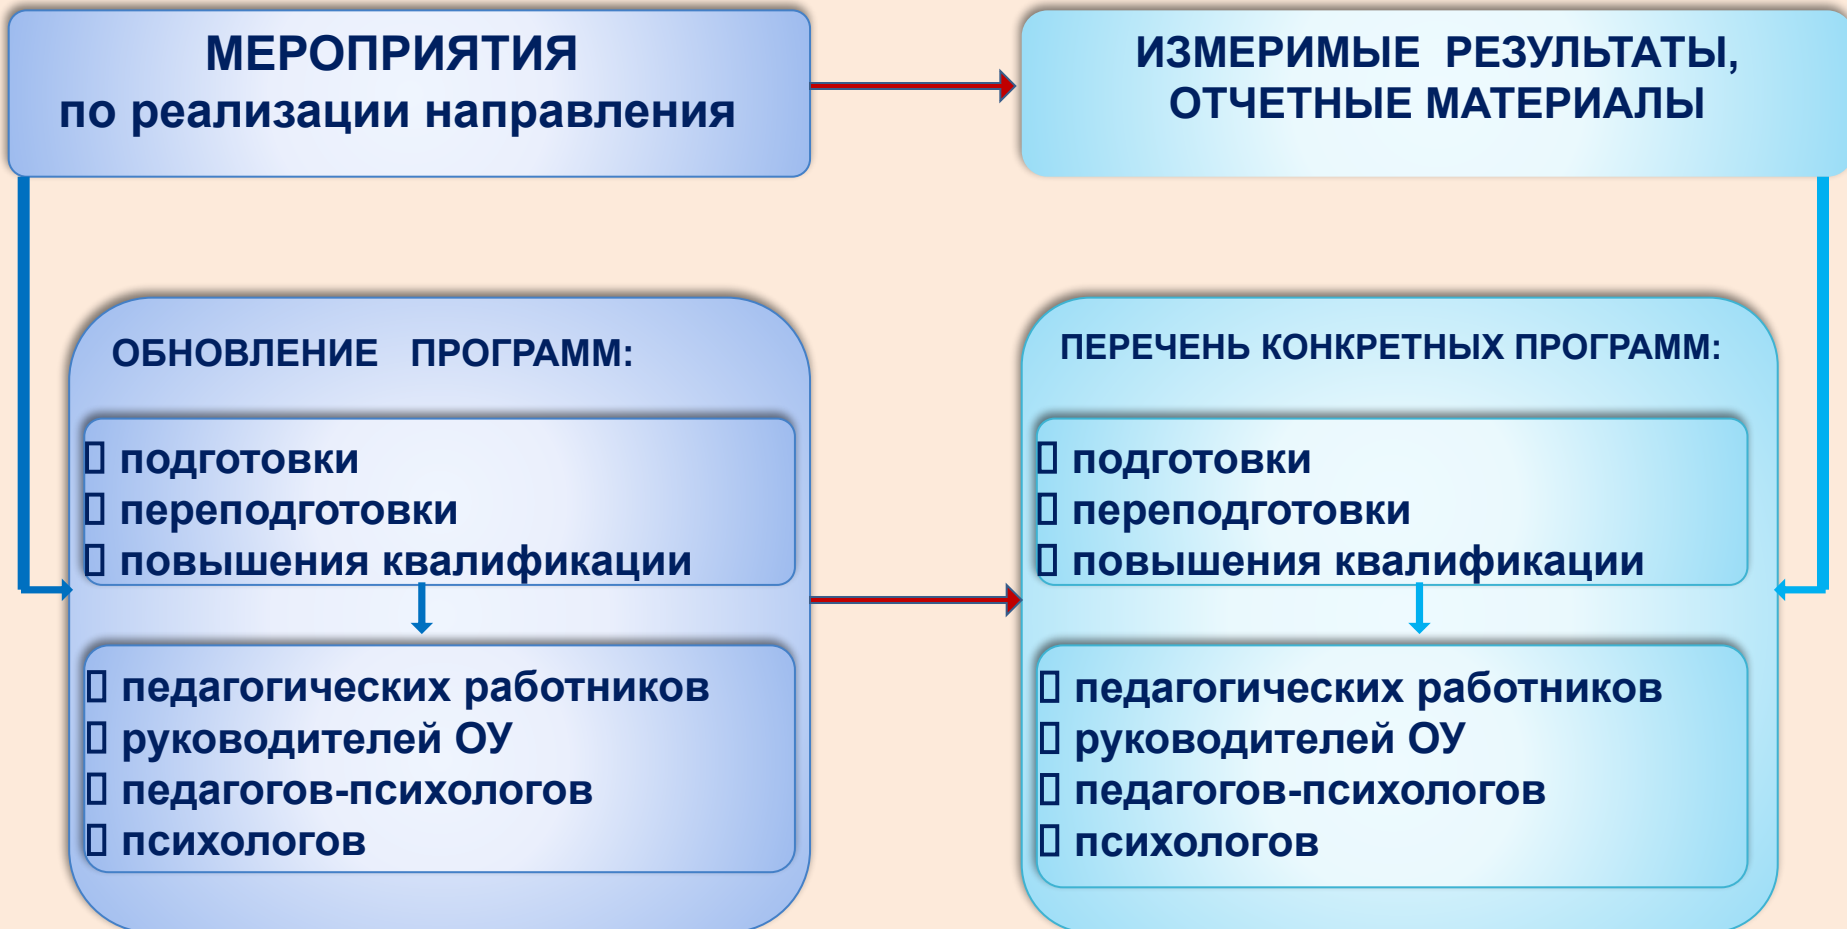 МЕРОПРИЯТИЯ
по реализации направления
ИЗМЕРИМЫЕ РЕЗУЛЬТАТЫ,
ОТЧЕТНЫЕ МАТЕРИАЛЫ
ОБНОВЛЕНИЕ ПРОГРАММ:
подготовки
переподготовки
повышения квалификации
педагогических работников
руководителей ОУ
педагогов-психологов
психологов
ПЕРЕЧЕНЬ КОНКРЕТНЫХ ПРОГРАММ:
подготовки
переподготовки
повышения квалификации
педагогических работников
руководителей ОУ
педагогов-психологов
психологов